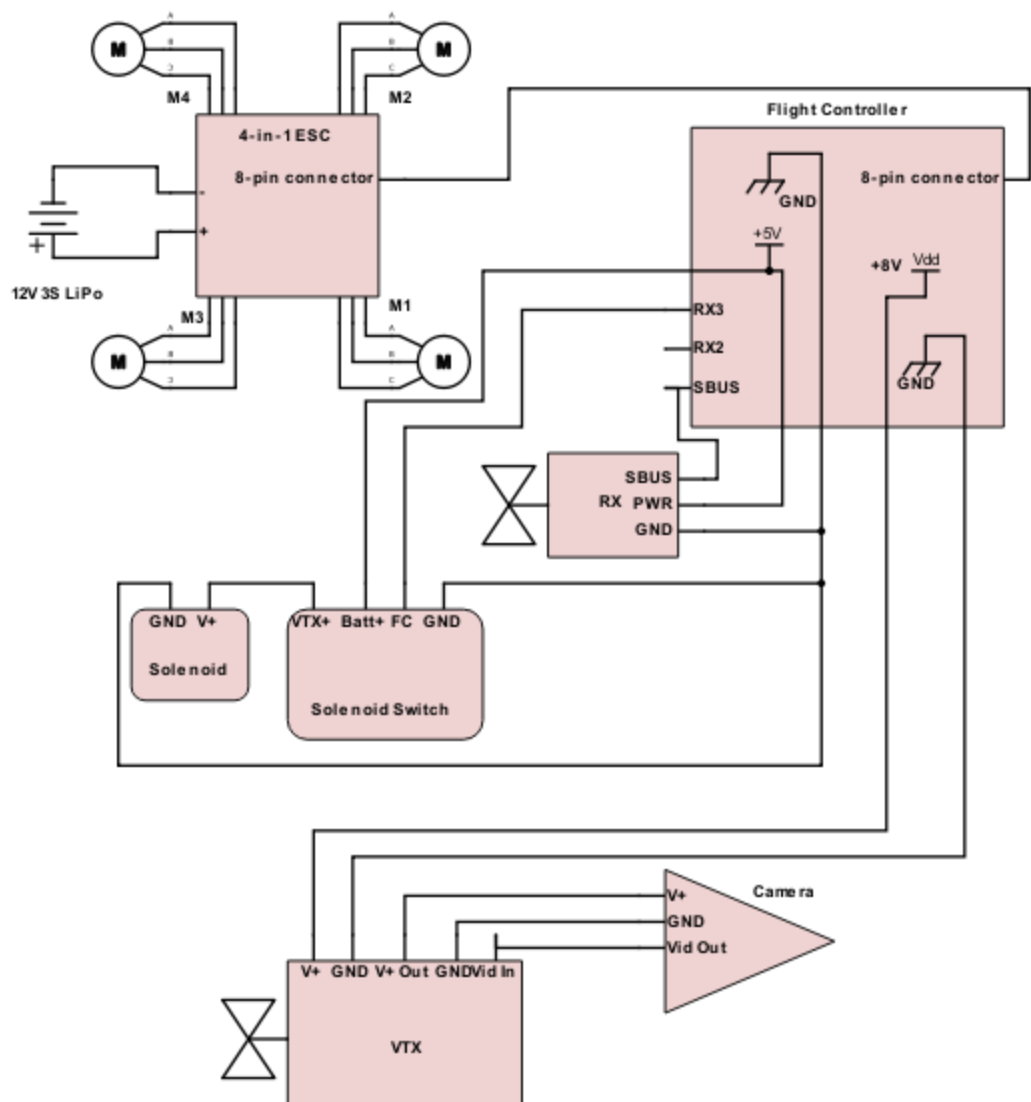 A
B
C
M
M4
A
B
C
M
M2
4-in-1 ESC
8-pin connector
-
+
+
12V 3S LiPo
M3
A
B
C
M
M1
A
B
C
M
Flight Controller
8-pin connector
GND
+5V
+8V
Vdd
RX3
RX2
SBUS
GND
SBUS
RX PWR
GND
GND V+
Solenoid
VTX+ Batt+ FC GND
Solenoid Switch
Camera
V+
GND
Vid Out
V+ GND V+ Out GND Vid In
VTX